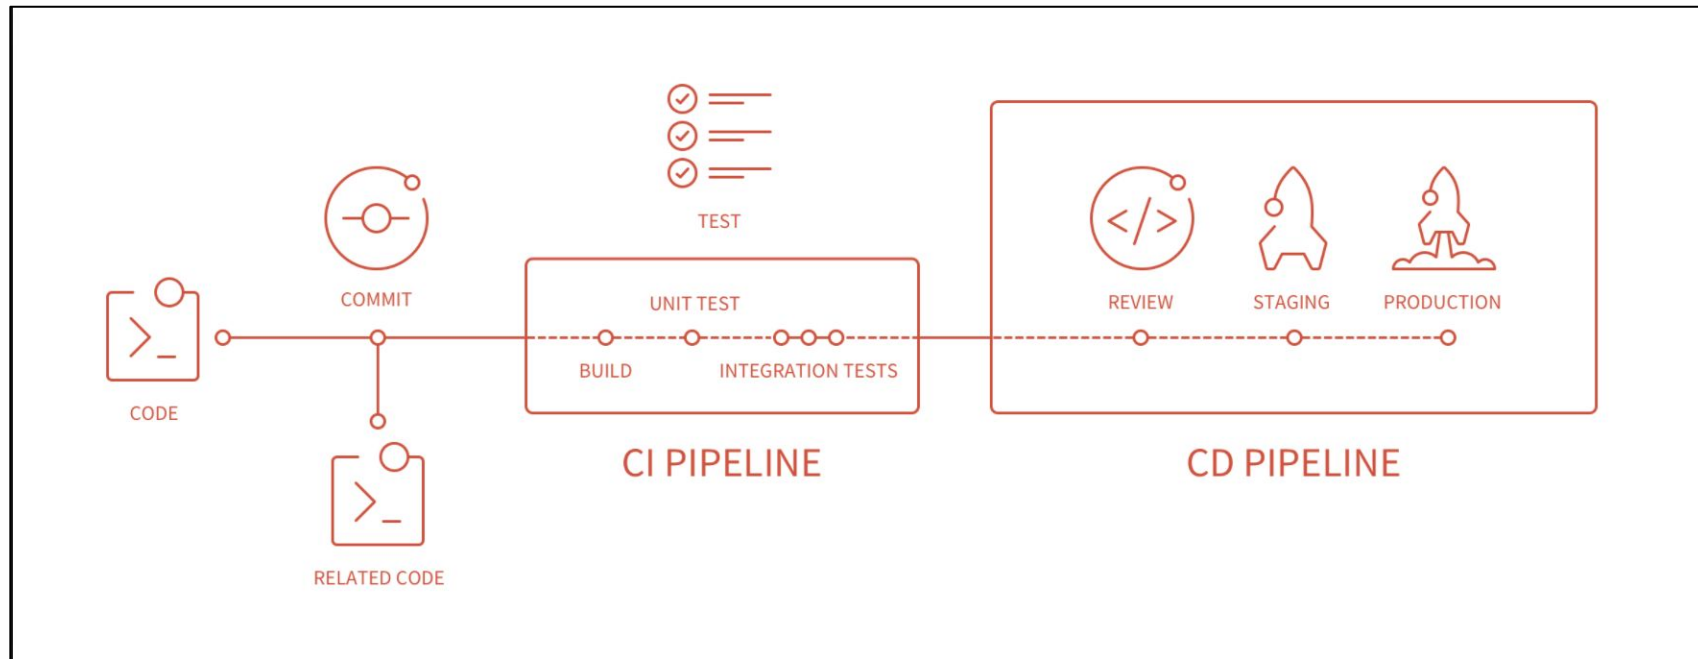 TEST
COMMIT
UNIT TEST
REVIEW
STAGING
PRODUCTION
BUILD
INTEGRATION TESTS
CODE
CI PIPELINE
CD PIPELINE
RELATED CODE